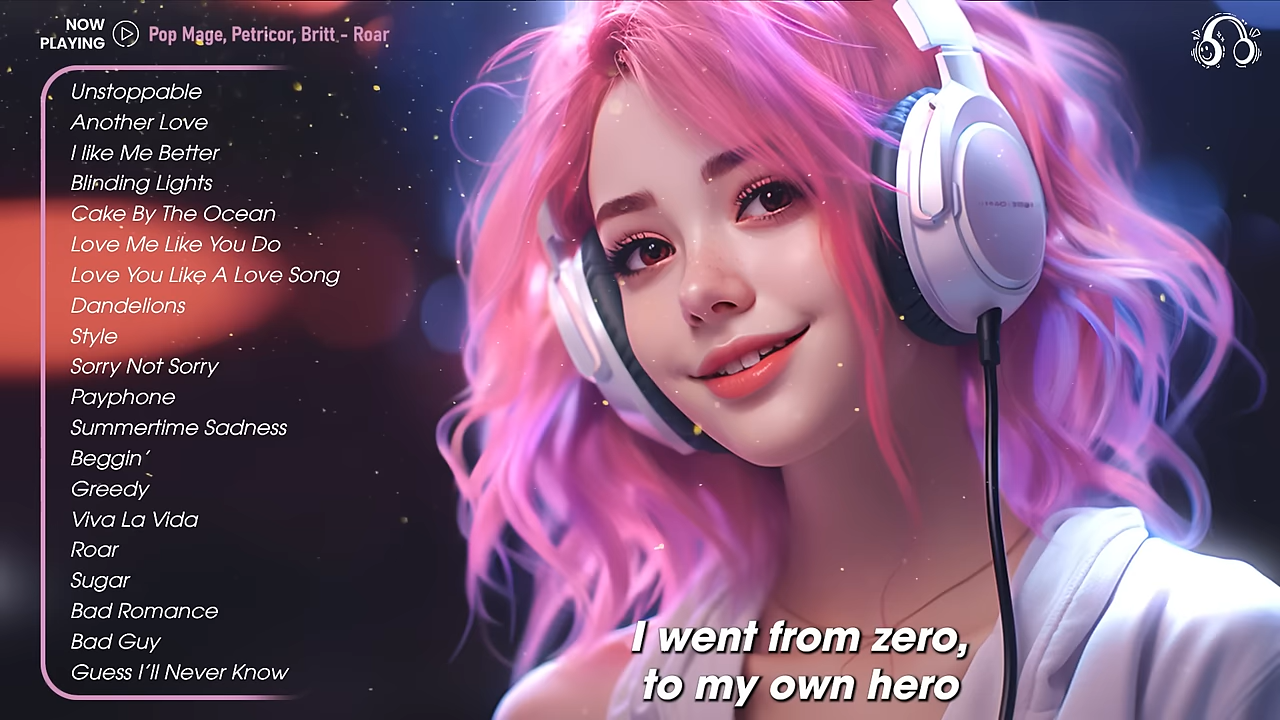 NOW
PLAYING
Pop Mage, Petricor, Britt - Roar
Unstoppable
Another Love
I like Me Better
Blinding Lights
Cake By The Ocean
Love Me Like You Do
Love You Like A Love Song
Dandelions
Style
Sorry Not Sorry
Payphone
Summertime Sadness
Beggin’
Greedy
Viva La Vida
Roar
Sugar
Bad Romance
Bad Guy
Guess I’ll Never Know
I went from zero,
to my own hero